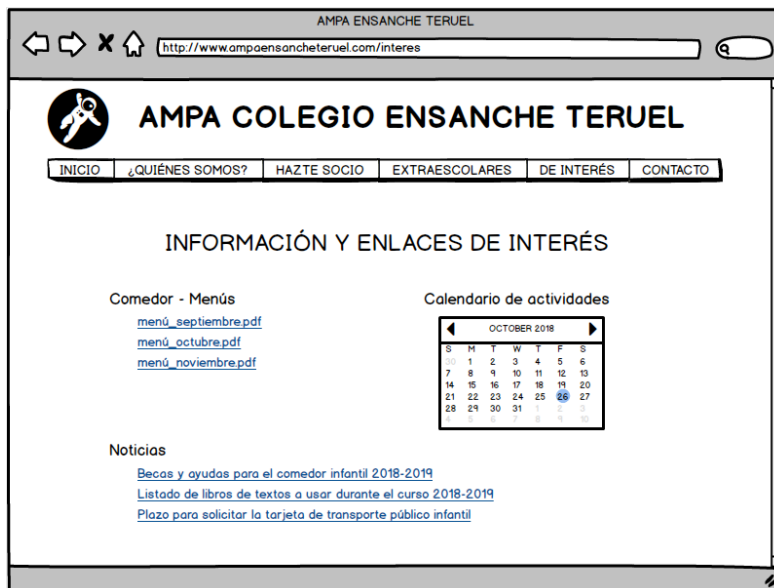 AMPA ENSANCHE TERUEL
http://www.ampaensancheteruel.com/interes
AMPA COLEGIO ENSANCHE TERUEL
INICIO ¿QUIÉNES SOMOS? HAZTE SOCIO EXTRAESCOLARES DE INTERÉS CONTACTO
INFORMACIÓN Y ENLACES DE INTERÉS
Comedor - Menús
menú_septiembre.pdf
menú_octubre.pdf
menú_noviembre.pdf
Calendario de actividades
OCTOBER 2018
S M T W T F S
30 1 2 3 4 5 6
7 8 9 10 11 12 13
14 15 16 17 18 19 20
21 22 23 24 25 26 27
28 29 30 31 1 2 3
4 5 6 7 8 9 10
Noticias
Becas y ayudas para el comedor infantil 2018-2019
Listado de libros de textos a usar durante el curso 2018-2019
Plazo para solicitar la tarjeta de transporte público infantil